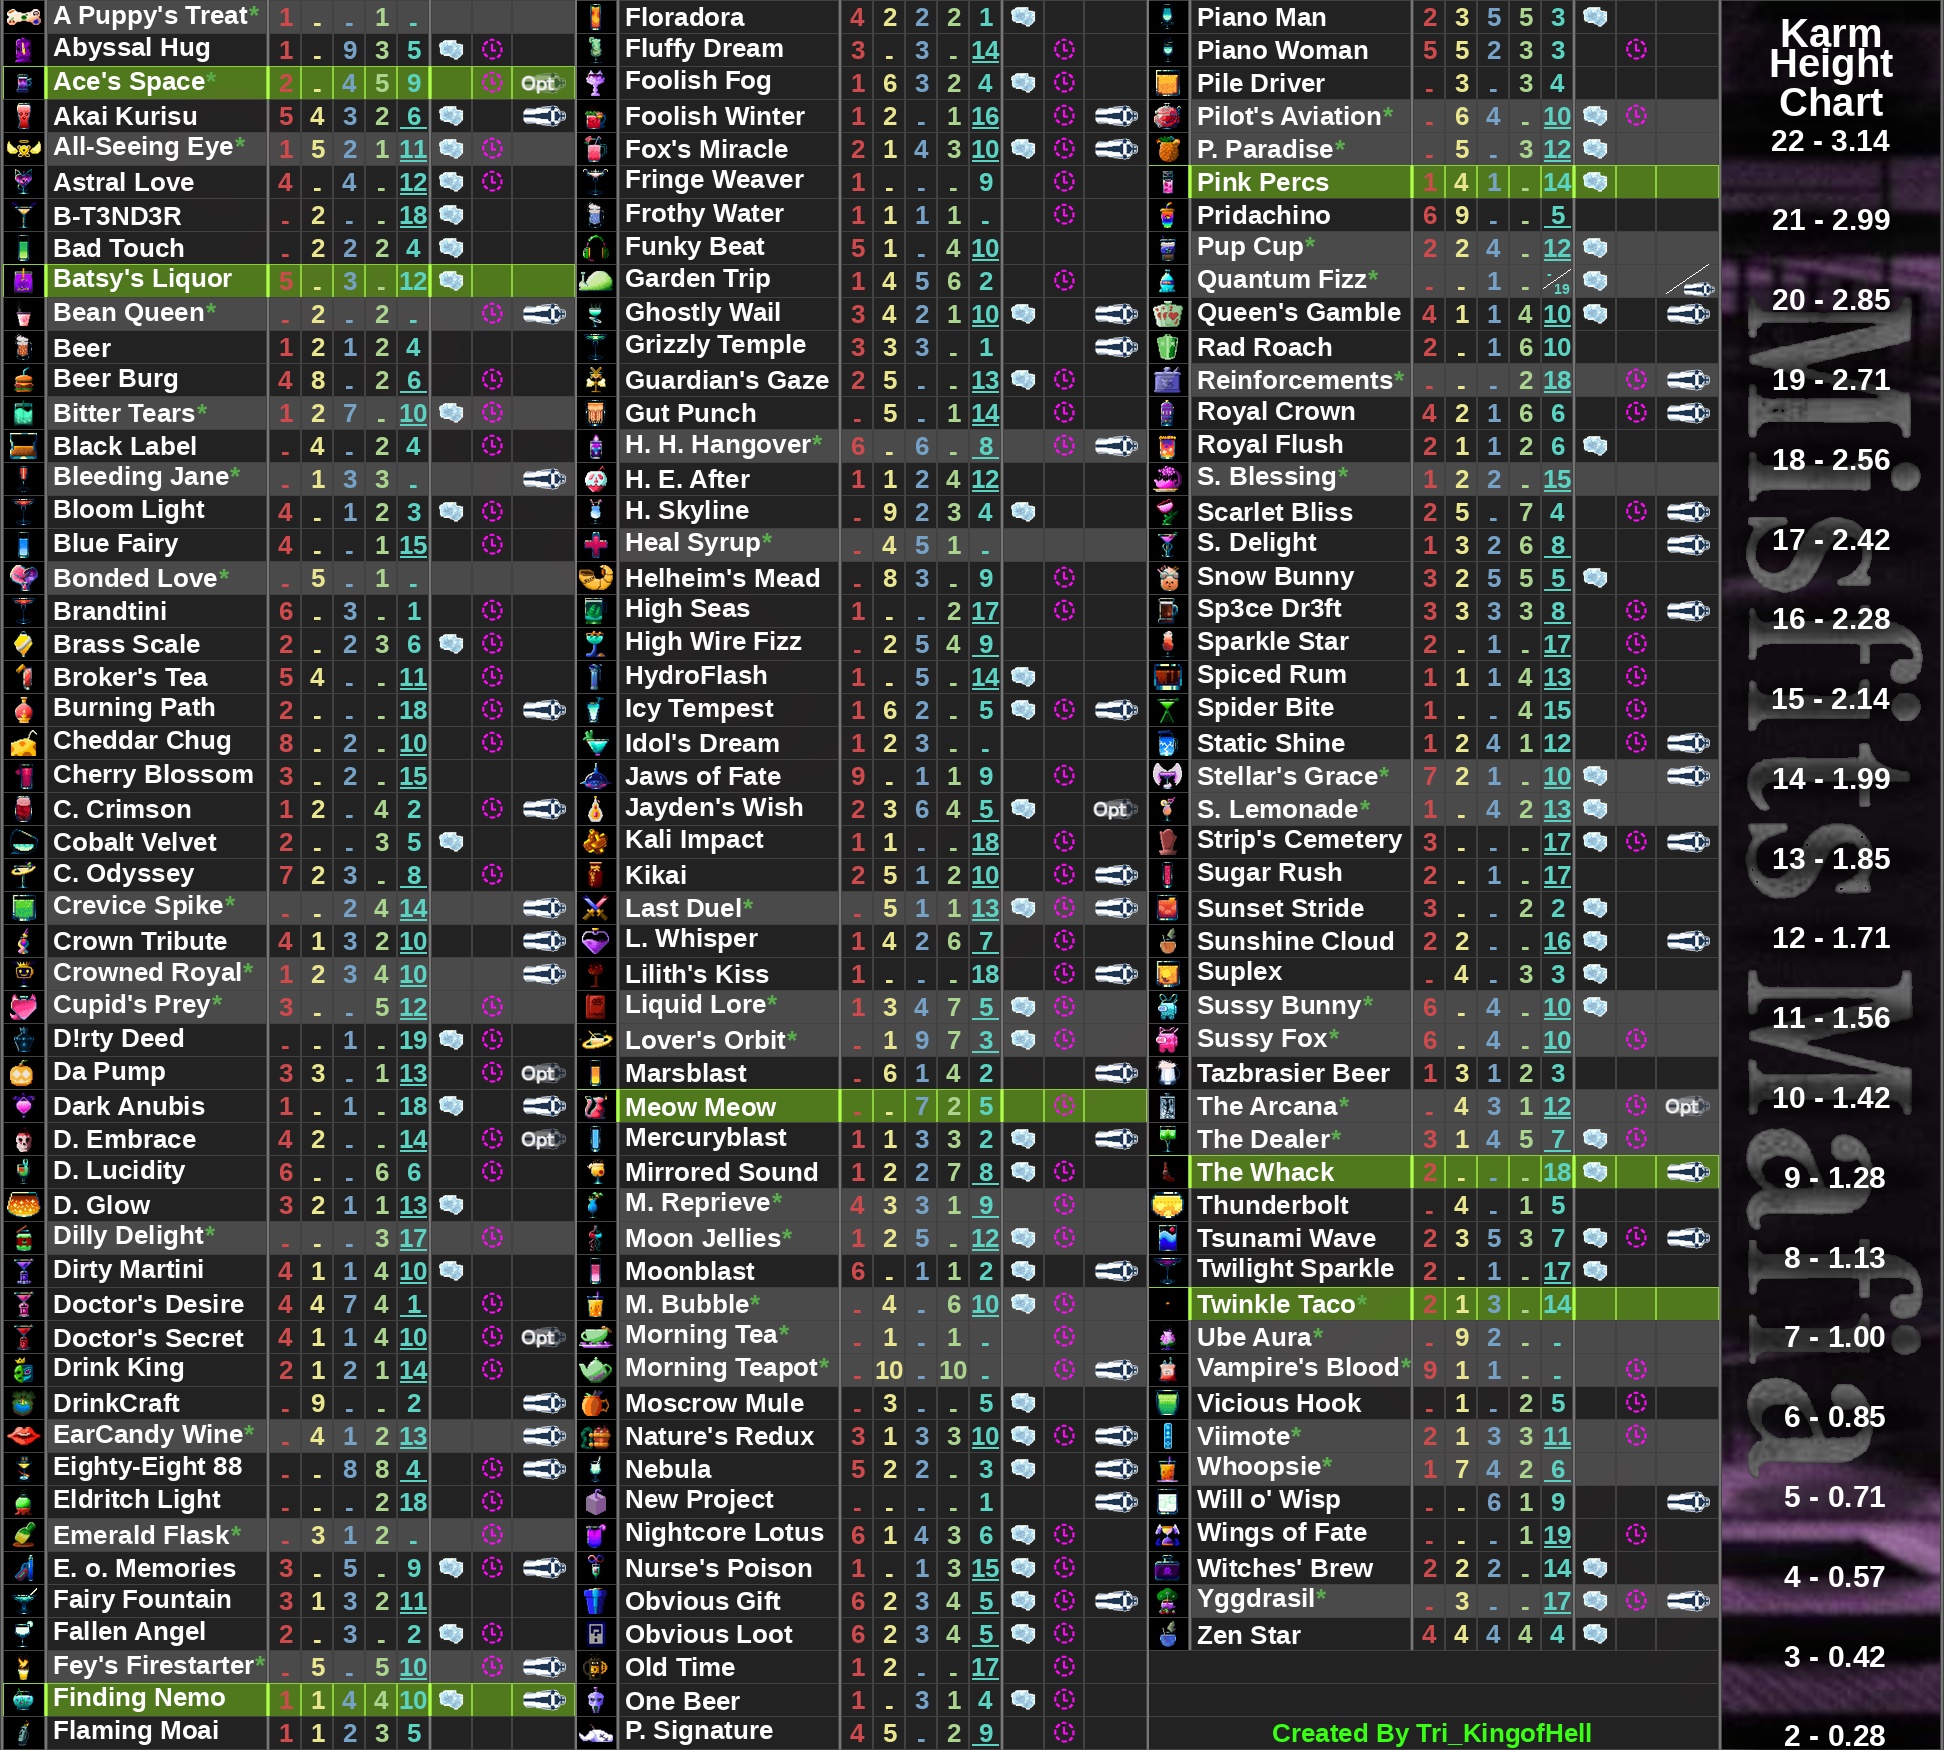 A Puppy's Treat* 1 - - 1 -
Abyssal Hug 1 - 9 3 5
Ace's Space* 2 - 4 5 9 Opt
Akai Kurisu 5 4 3 2 6
All-Seeing Eye* 1 5 2 1 11
Astral Love 4 - 4 - 12
B-T3ND3R - 2 - - 18
Bad Touch - 2 2 2 4
Batsy's Liquor 5 - 3 - 12
Bean Queen* - 2 - 2 -
Beer 1 2 1 2 4
Beer Burg 4 8 - 2 6
Bitter Tears* 1 2 7 - 10
Black Label - 4 - 2 4
Bleeding Jane* - 1 3 3 -
Bloom Light 4 - 1 2 3
Blue Fairy 4 - - 1 15
Bonded Love* - 5 - 1 -
Brandtini 6 - 3 - 1
Brass Scale 2 - 2 3 6
Broker's Tea 5 4 - - 11
Burning Path 2 - - - 18
Cheddar Chug 8 - 2 - 10
Cherry Blossom 3 - 2 - 15
C. Crimson 1 2 - 4 2
Cobalt Velvet 2 - - 3 5
C. Odyssey 7 2 3 - 8
Crevice Spike* - - 2 4 14
Crown Tribute 4 1 3 2 10
Crowned Royal* 1 2 3 4 10
Cupid's Prey* 3 - - 5 12
D!rty Deed - - 1 - 19
Da Pump 3 3 - 1 13 Opt
Dark Anubis 1 - 1 - 18
D. Embrace 4 2 - - 14 Opt
D. Lucidity 6 - - 6 6
D. Glow 3 2 1 1 13
Dilly Delight* - - - 3 17
Dirty Martini 4 1 1 4 10
Doctor's Desire 4 4 7 4 1
Doctor's Secret 4 1 1 4 10 Opt
Drink King 2 1 2 1 14
DrinkCraft - 9 - - 2
EarCandy Wine* - 4 1 2 13
Eighty-Eight 88 - - 8 8 4
Eldritch Light - - - 2 18
Emerald Flask* - 3 1 2 -
E. o. Memories 3 - 5 - 9
Fairy Fountain 3 1 3 2 11
Fallen Angel 2 - 3 - 2
Fey's Firestarter* - 5 - 5 10
Finding Nemo 1 1 4 4 10
Flaming Moai 1 1 2 3 5
Floradora 4 2 2 2 1
Fluffy Dream 3 - 3 - 14
Foolish Fog 1 6 3 2 4
Foolish Winter 1 2 - 1 16
Fox's Miracle 2 1 4 3 10
Fringe Weaver 1 - - - 9
Frothy Water 1 1 1 1 -
Funky Beat 5 1 - 4 10
Garden Trip 1 4 5 6 2
Ghostly Wail 3 4 2 1 10
Grizzly Temple 3 3 3 - 1
Guardian's Gaze 2 5 - - 13
Gut Punch - 5 - 1 14
H. H. Hangover* 6 - 6 - 8
H. E. After 1 1 2 4 12
H. Skyline - 9 2 3 4
Heal Syrup* - 4 5 1 -
Helheim's Mead - 8 3 - 9
High Seas 1 - - 2 17
High Wire Fizz - 2 5 4 9
HydroFlash 1 - 5 - 14
Icy Tempest 1 6 2 - 5
Idol's Dream 1 2 3 - -
Jaws of Fate 9 - 1 1 9
Jayden's Wish 2 3 6 4 5 Opt
Kali Impact 1 1 - - 18
Kikai 2 5 1 2 10
Last Duel* - 5 1 1 13
L. Whisper 1 4 2 6 7
Lilith's Kiss 1 - - - 18
Liquid Lore* 1 3 4 7 5
Lover's Orbit* - 1 9 7 3
Marsblast - 6 1 4 2
Meow Meow - - 7 2 5
Mercuryblast 1 1 3 3 2
Mirrored Sound 1 2 2 7 8
M. Reprieve* 4 3 3 1 9
Moon Jellies* 1 2 5 - 12
Moonblast 6 - 1 1 2
M. Bubble* - 4 - 6 10
Morning Tea* - 1 - 1 -
Morning Teapot* - 10 - 10 -
Moscrow Mule - 3 - - 5
Nature's Redux 3 1 3 3 10
Nebula 5 2 2 - 3
New Project - - - - 1
Nightcore Lotus 6 1 4 3 6
Nurse's Poison 1 - 1 3 15
Obvious Gift 6 2 3 4 5
Obvious Loot 6 2 3 4 5
Old Time 1 2 - - 17
One Beer 1 - 3 1 4
P. Signature 4 5 - 2 9
Piano Man 2 3 5 5 3
Piano Woman 5 5 2 3 3
Pile Driver - 3 - 3 4
Pilot's Aviation* - 6 4 - 10
P. Paradise* - 5 - 3 12
Pink Percs 1 4 1 - 14
Pridachino 6 9 - - 5
Pup Cup* 2 2 4 - 12
Quantum Fizz* - - 1 - -/19
Queen's Gamble 4 1 1 4 10
Rad Roach 2 - 1 6 10
Reinforcements* - - - 2 18
Royal Crown 4 2 1 6 6
Royal Flush 2 1 1 2 6
S. Blessing* 1 2 2 - 15
Scarlet Bliss 2 5 - 7 4
S. Delight 1 3 2 6 8
Snow Bunny 3 2 5 5 5
Sp3ce Dr3ft 3 3 3 3 8
Sparkle Star 2 - 1 - 17
Spiced Rum 1 1 1 4 13
Spider Bite 1 - - 4 15
Static Shine 1 2 4 1 12
Stellar's Grace* 7 2 1 - 10
S. Lemonade* 1 - 4 2 13
Strip's Cemetery 3 - - - 17
Sugar Rush 2 - 1 - 17
Sunset Stride 3 - - 2 2
Sunshine Cloud 2 2 - - 16
Suplex - 4 - 3 3
Sussy Bunny* 6 - 4 - 10
Sussy Fox* 6 - 4 - 10
Tazbrasier Beer 1 3 1 2 3
The Arcana* - 4 3 1 12 Opt
The Dealer* 3 1 4 5 7
The Whack 2 - - - 18
Thunderbolt - 4 - 1 5
Tsunami Wave 2 3 5 3 7
Twilight Sparkle 2 - 1 - 17
Twinkle Taco* 2 1 3 - 14
Ube Aura* - 9 2 - -
Vampire's Blood* 9 1 1 - -
Vicious Hook - 1 - 2 5
Viimote* 2 1 3 3 11
Whoopsie* 1 7 4 2 6
Will o' Wisp - - 6 1 9
Wings of Fate - - - 1 19
Witches' Brew 2 2 2 - 14
Yggdrasil* - 3 - - 17
Zen Star 4 4 4 4 4
Created By Tri_KingofHell
Karm
Height
Chart
22 - 3.14
21 - 2.99
20 - 2.85
19 - 2.71
18 - 2.56
17 - 2.42
16 - 2.28
15 - 2.14
14 - 1.99
13 - 1.85
12 - 1.71
11 - 1.56
10 - 1.42
9 - 1.28
8 - 1.13
7 - 1.00
6 - 0.85
5 - 0.71
4 - 0.57
3 - 0.42
2 - 0.28
Misfits Mafia